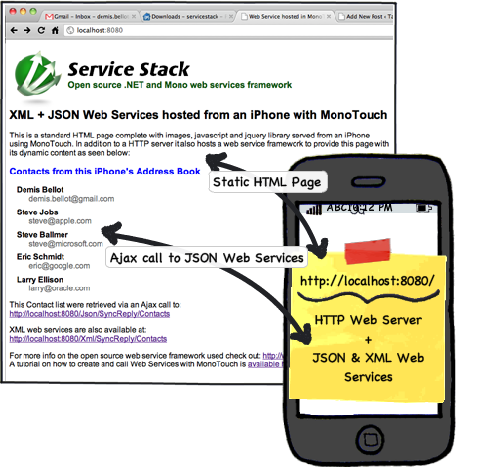 Gmail - Inbox - demis.bellot
Downloads - servicestack -
Web Service hosted in MonoT
Add New Post ‹ Ta
localhost:8080
Service Stack
Open source .NET and Mono web services framework
XML + JSON Web Services hosted from an iPhone with MonoTouch
This is a standard HTML page complete with images, javascript and jquery library served from an iPhone
using MonoTouch. In addition to a HTTP server it also hosts a web service framework to provide this page with
its dynamic content as seen below:
Contacts from this iPhone's Address Book
Demis Bellot
demis.bellot@gmail.com
Steve Jobs
steve@apple.com
Steve Ballmer
steve@microsoft.com
Eric Schmidt
eric@google.com
Larry Ellison
larry@oracle.com
This Contact list were retrieved via an Ajax call to
http://localhost:8080/Json/SyncReply/Contacts
XML web services are also available at:
http://localhost:8080/Xml/SyncReply/Contacts
For more info on the open source web service framework used check out: http://w
A tutorial on how to create and call Web Services with MonoTouch is available
Static HTML Page
Ajax call to JSON Web Services
ABC 10:12 PM
http://localhost:8080/
HTTP Web Server
+
JSON & XML Web
Services